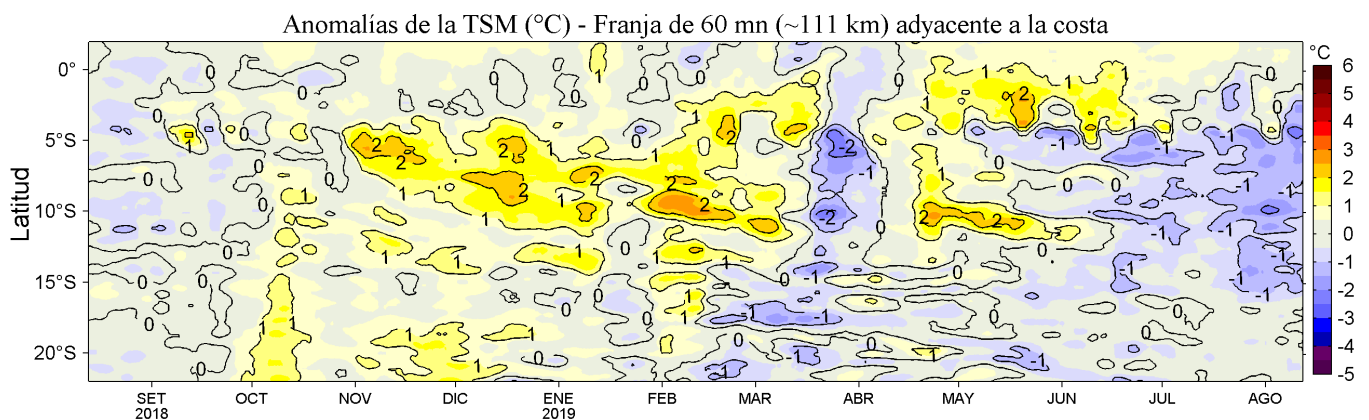 Anomalías de la TSM (°C) - Franja de 60 mn (~111 km) adyacente a la costa
°C
Latitud
0°
5°S
10°S
15°S
20°S
6
5
4
3
2
1
0
-1
-2
-3
-4
-5
SET OCT NOV DIC ENE FEB MAR ABR MAY JUN JUL AGO
2018 2019